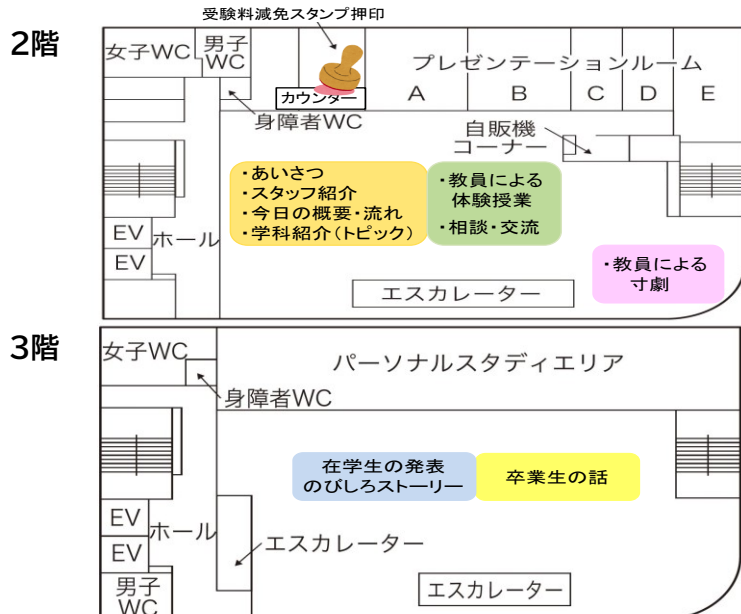 受験料減免スタンプ押印
2階
女子WC
男子
WC
カウンター
プレゼンテーションルーム
A
B
C
D
E
身障者WC
自販機
コーナー
・あいさつ
・スタッフ紹介
・今日の概要・流れ
・学科紹介(トピック)
・教員による
体験授業
・相談・交流
EV
EV
ホール
・教員による
寸劇
エスカレーター
3階
女子WC
身障者WC
パーソナルスタディエリア
在学生の発表
のびしろストーリー
卒業生の話
EV
EV
ホール
エスカレーター
男子
WC
エスカレーター